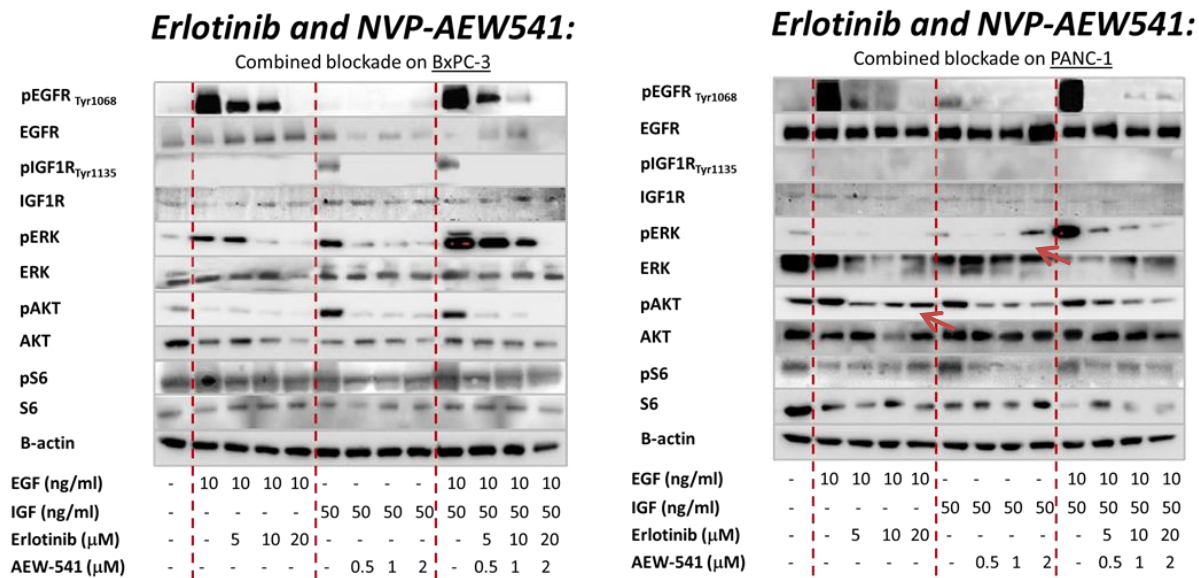 Erlotinib and NVP-AEW541:
Combined blockade on BxPC-3
pEGFR Tyr1068
EGFR
pIGF1RTyr1135
IGF1R
pERK
ERK
pAKT
AKT
pS6
S6
B-actin
EGF (ng/ml) - 10 10 10 10 - - - - 10 10 10 10
IGF (ng/ml) - - - - - 50 50 50 50 50 50 50 50
Erlotinib (μM) - - 5 10 20 - - - - - 5 10 20
AEW-541 (μM) - - - - - - 0.5 1 2 - 0.5 1 2
Erlotinib and NVP-AEW541:
Combined blockade on PANC-1
pEGFR Tyr1068
EGFR
pIGF1RTyr1135
IGF1R
pERK
ERK
pAKT
AKT
pS6
S6
B-actin
EGF (ng/ml) - 10 10 10 10 - - - - 10 10 10 10
IGF (ng/ml) - - - - - 50 50 50 50 50 50 50 50
Erlotinib (μM) - - 5 10 20 - - - - - 5 10 20
AEW-541 (μM) - - - - - - 0.5 1 2 - 0.5 1 2